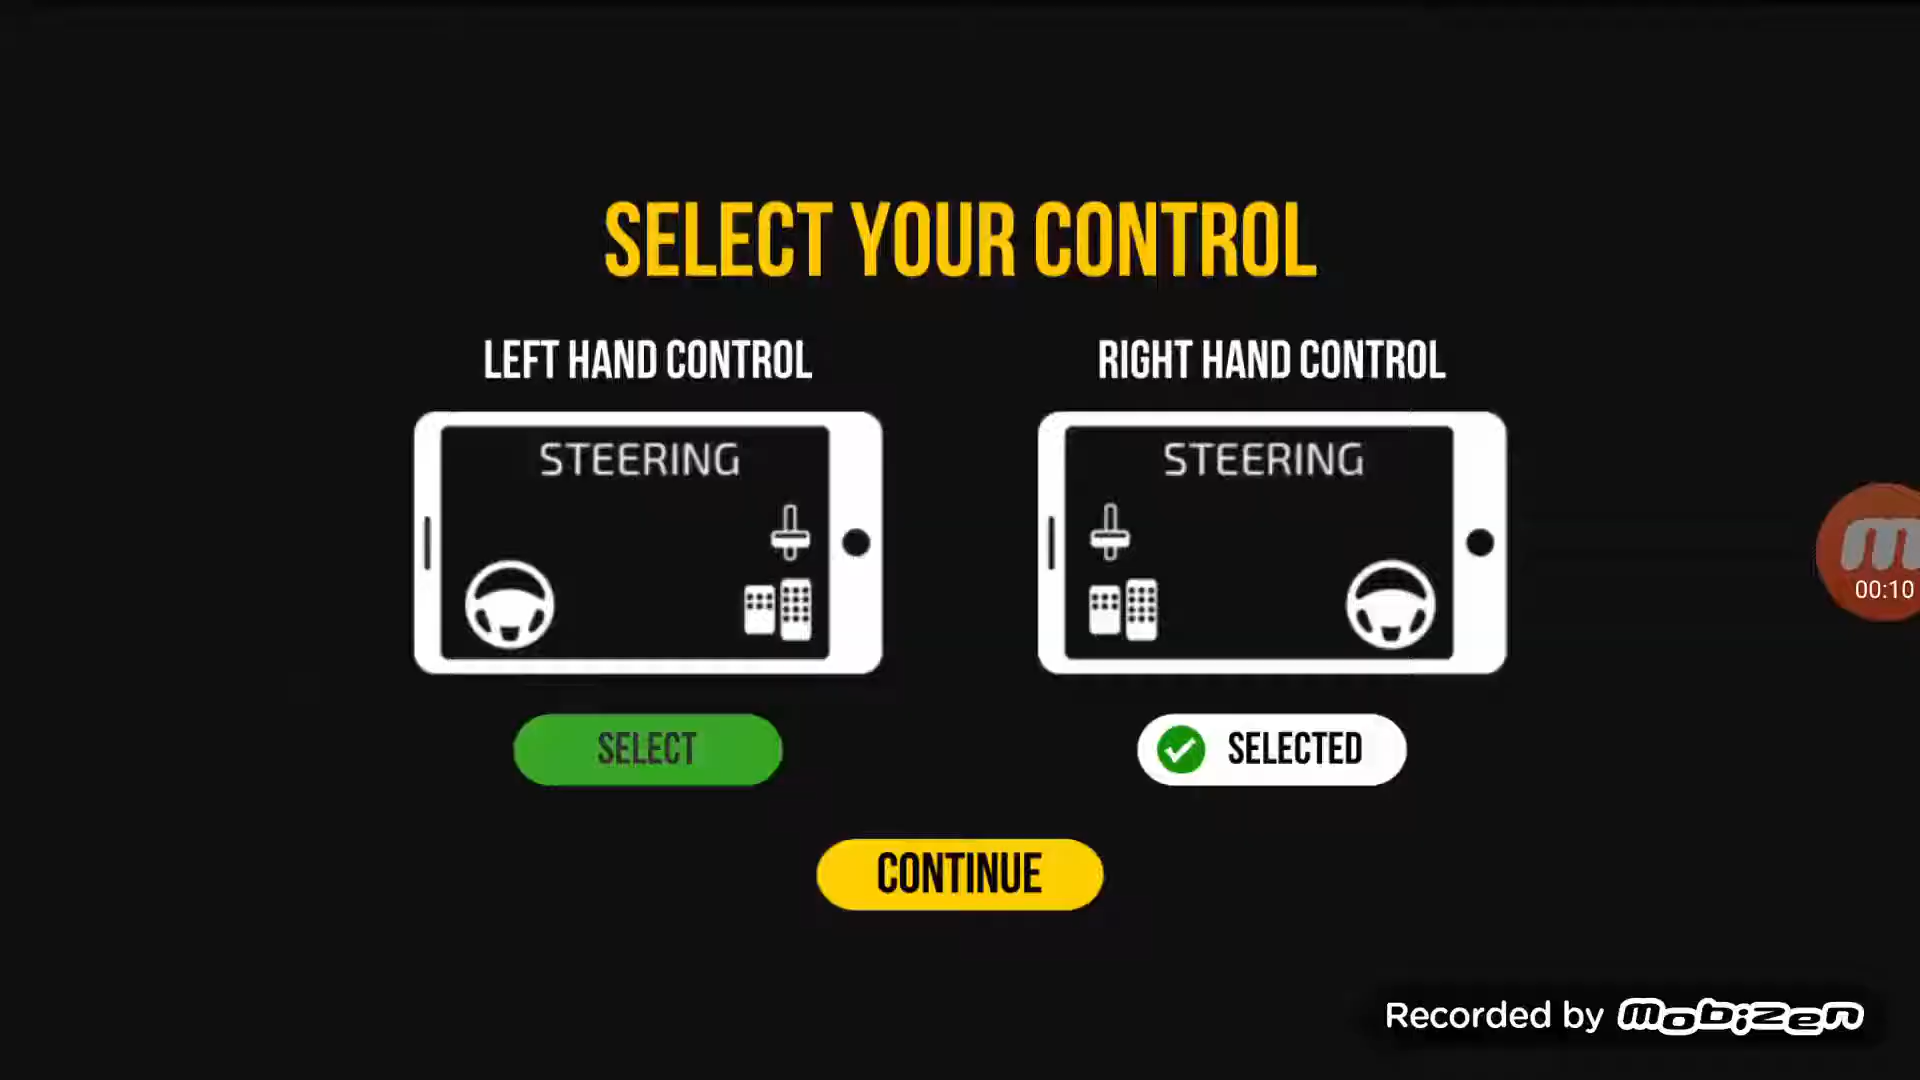 SELECT YOUR CONTROL
LEFT HAND CONTROL
RIGHT HAND CONTROL
STEERING
STEERING
SELECT
SELECTED
CONTINUE
m
00:10
Recorded by mobizen